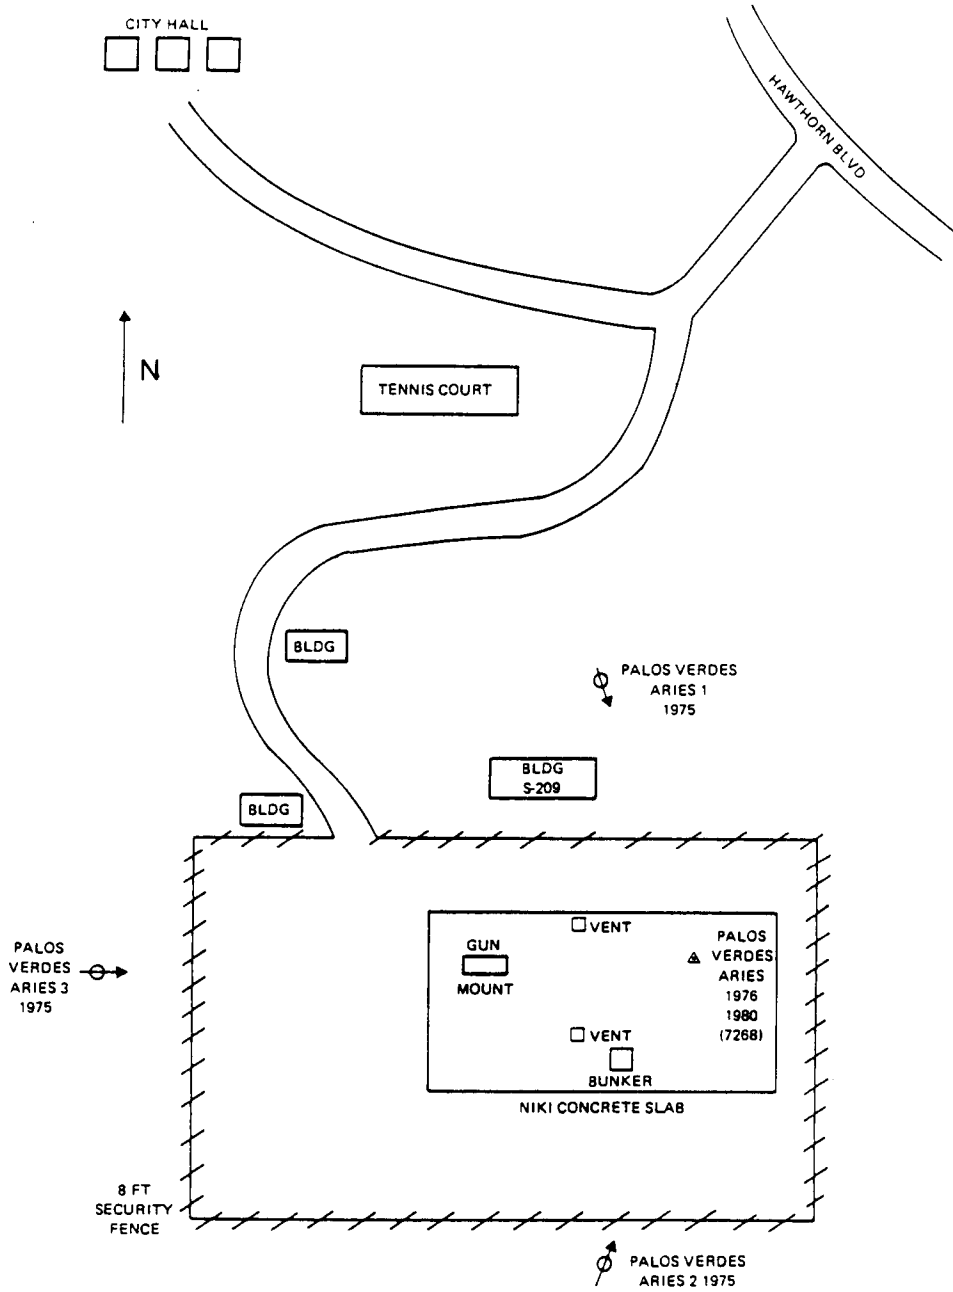 CITY HALL
HAWTHORN BLVD
N
TENNIS COURT
BLDG
PALOS VERDES
ARIES 1
1975
BLDG
S-209
BLDG
PALOS
VERDES
ARIES 3
1975
VENT
GUN
MOUNT
PALOS
VERDES
ARIES
1976
1980
(7268)
VENT
BUNKER
NIKI CONCRETE SLAB
8 FT
SECURITY
FENCE
PALOS VERDES
ARIES 2 1975